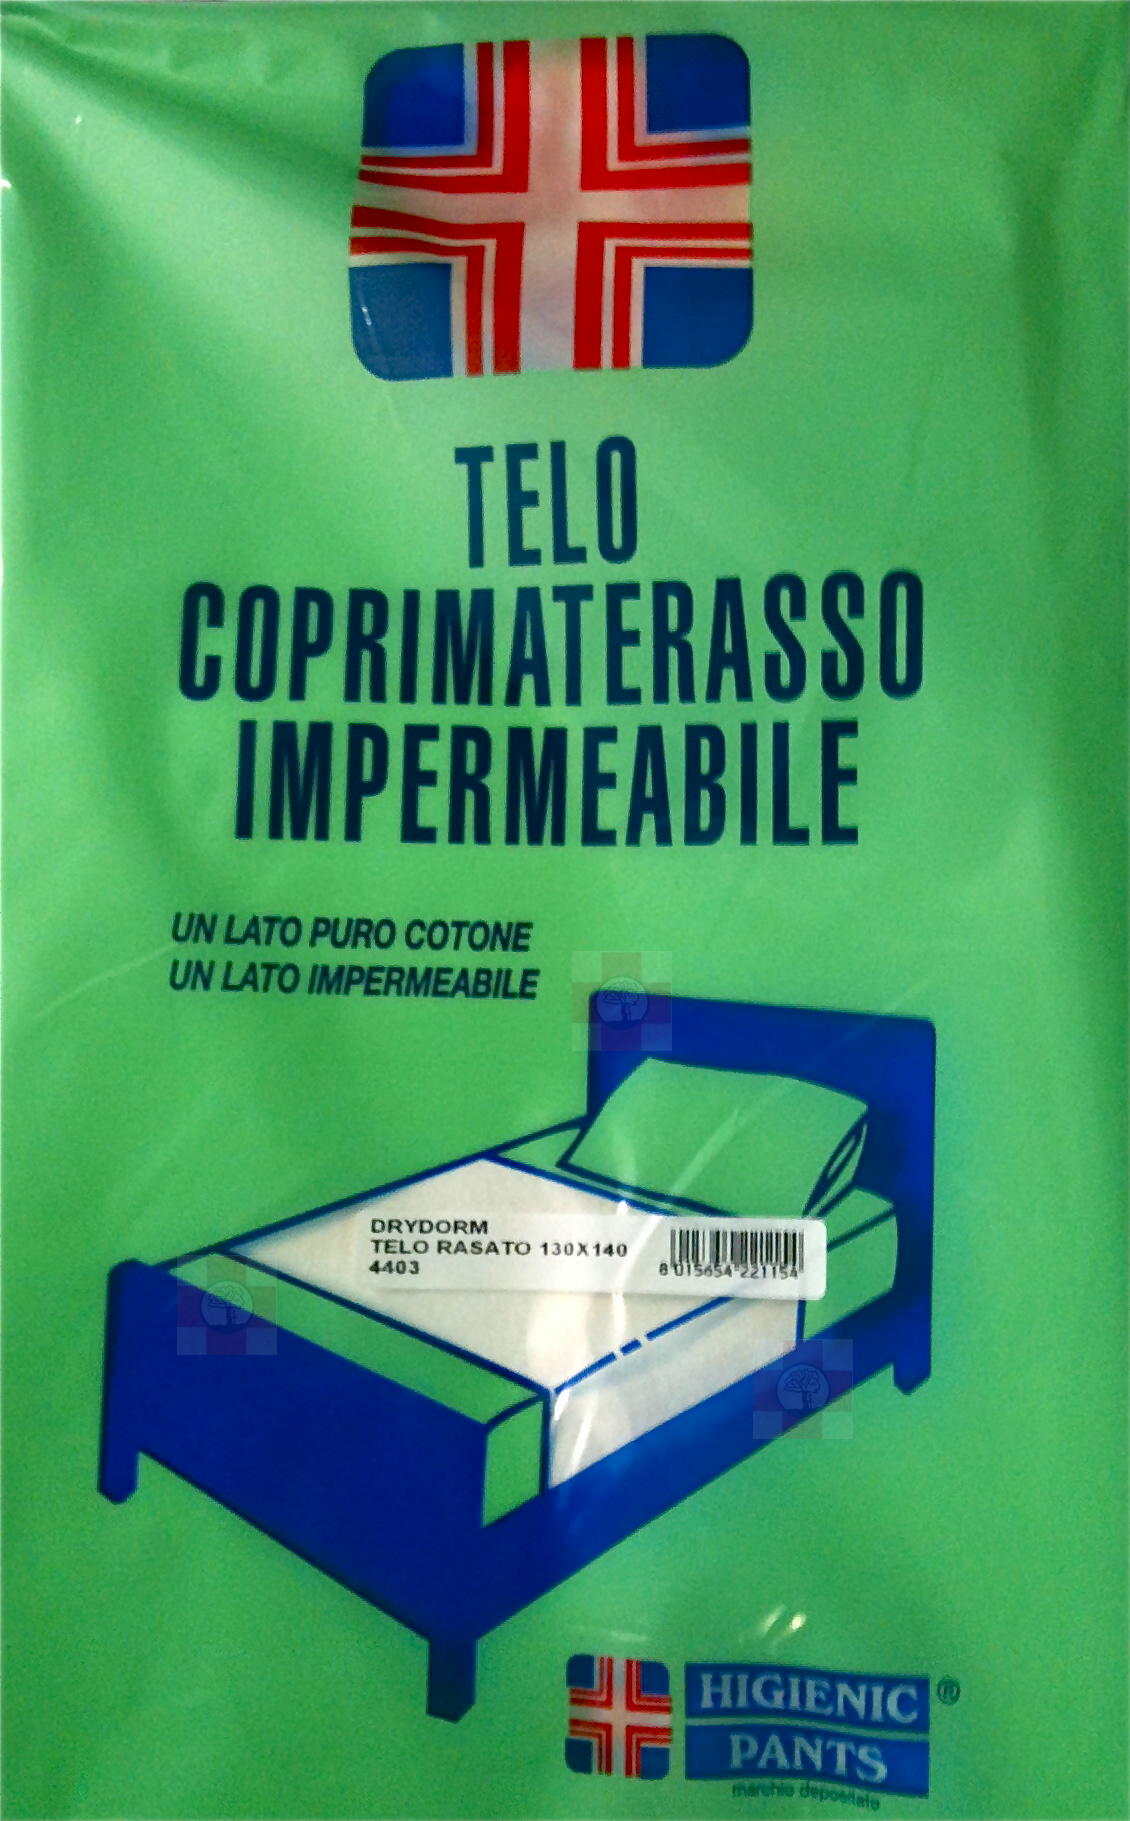 TELO
COPRIMATERASSO
IMPERMEABILE
UN LATO PURO COTONE
UN LATO IMPERMEABILE
DRYDORM
TELO RASATO 130X140
4403
8 015654 221154
HIGIENIC ®
PANTS
marchio depositato